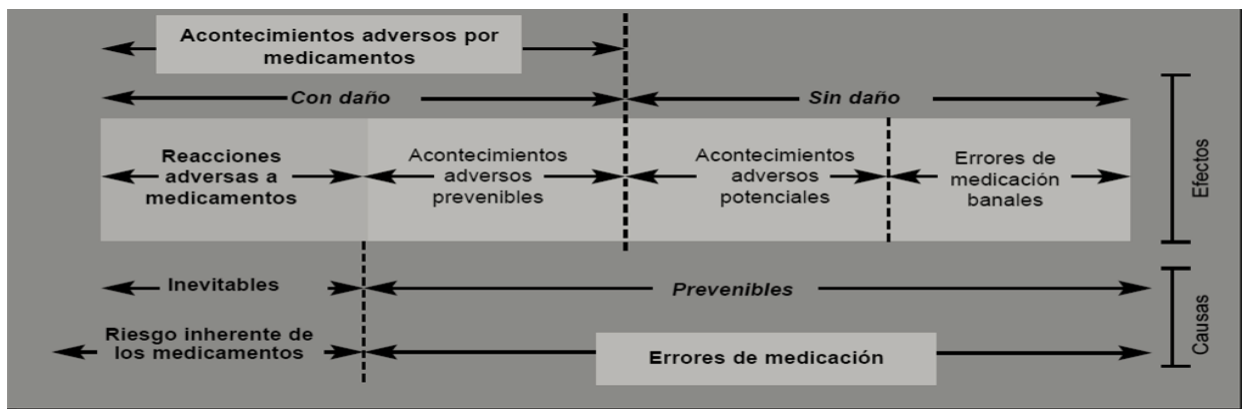 Acontecimientos adversos por
medicamentos
Con daño
Sin daño
Reacciones
adversas a
medicamentos
Acontecimientos
adversos
prevenibles
Acontecimientos
adversos
potenciales
Errores de
medicación
banales
Efectos
Inevitables
Prevenibles
Riesgo inherente de
los medicamentos
Errores de medicación
Causas